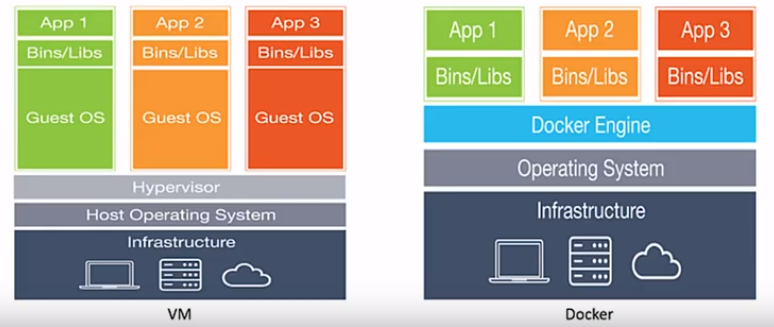 App 1
App 2
App 3
Bins/Libs
Bins/Libs
Bins/Libs
Guest OS
Guest OS
Guest OS
Hypervisor
Host Operating System
Infrastructure
VM
App 1
App 2
App 3
Bins/Libs
Bins/Libs
Bins/Libs
Docker Engine
Operating System
Infrastructure
Docker